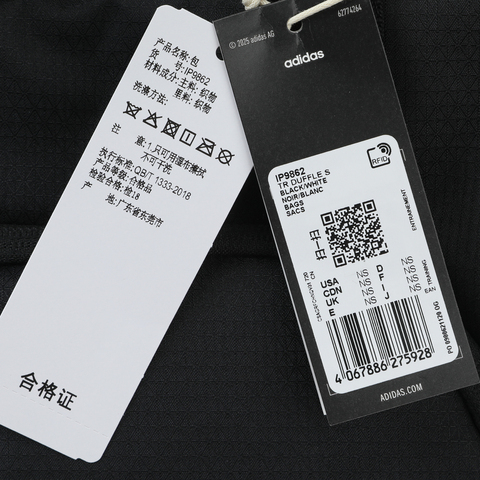 产品名称:包
货 号:IP9862
材料成分:主料: 织物
里料: 织物
洗涤方法:
注 意: 1.只可用湿布擦拭
不可干洗
执行标准: QB/T 1333-2018
产品等级: 合格品
检验合格: 检18
产 地: 广东省东莞市
合格证
62774264
© 2025 adidas AG
adidas
RFID
IP9862
TR DUFFLE S
BLACK/WHITE
NOIR/BLANC
BAGS
SACS
ENTRAINEMENT
TRAINING
USA NS D NS
CDN NS F NS
UK NS I NS
E NS J NS
EAN
4 067886 275928
ADIDAS.COM